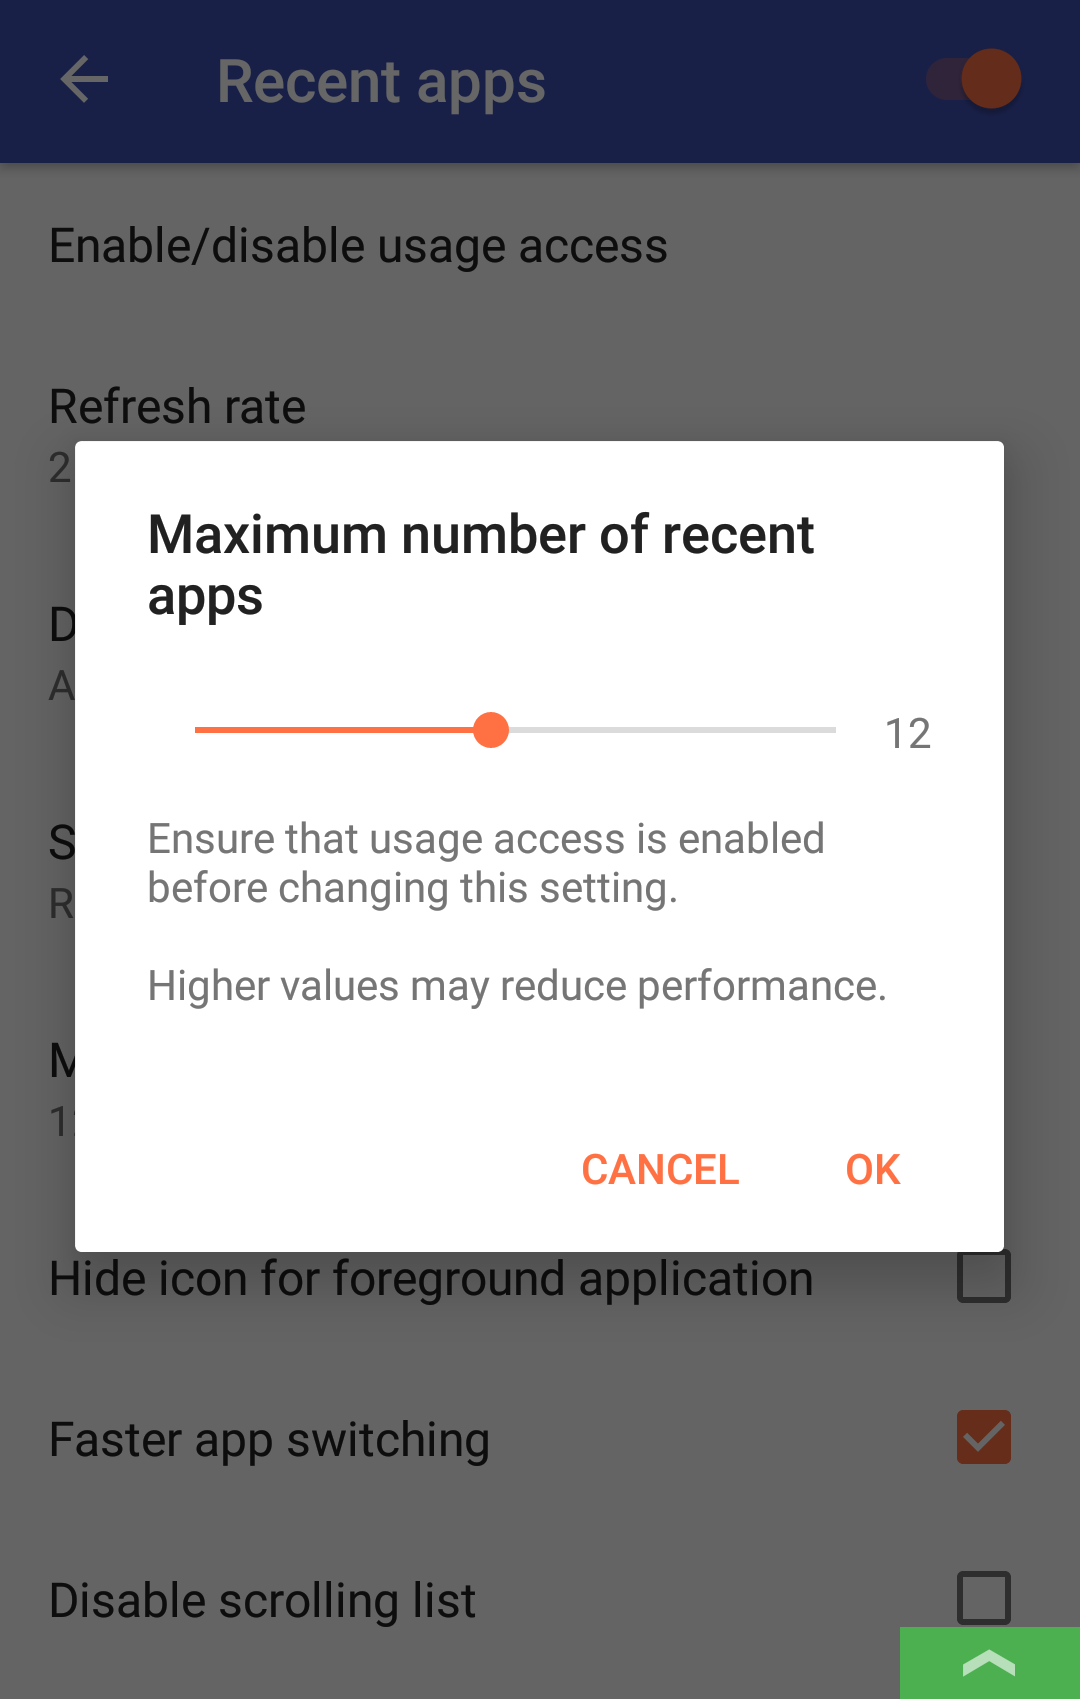 Recent apps
Enable/disable usage access
Refresh rate
2
Maximum number of recent
apps
12
Ensure that usage access is enabled
before changing this setting.
Higher values may reduce performance.
CANCEL OK
Hide icon for foreground application
Faster app switching
Disable scrolling list